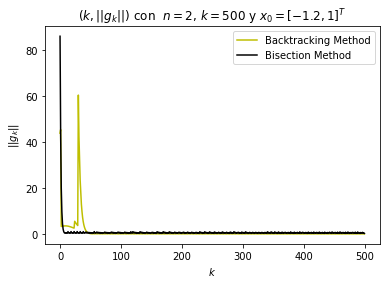 (k, ||g_k||) con n = 2, k = 500 y x_0 = [−1.2, 1]^T
Backtracking Method
Bisection Method
||g_k||
80
60
40
20
0
0 100 200 300 400 500
k